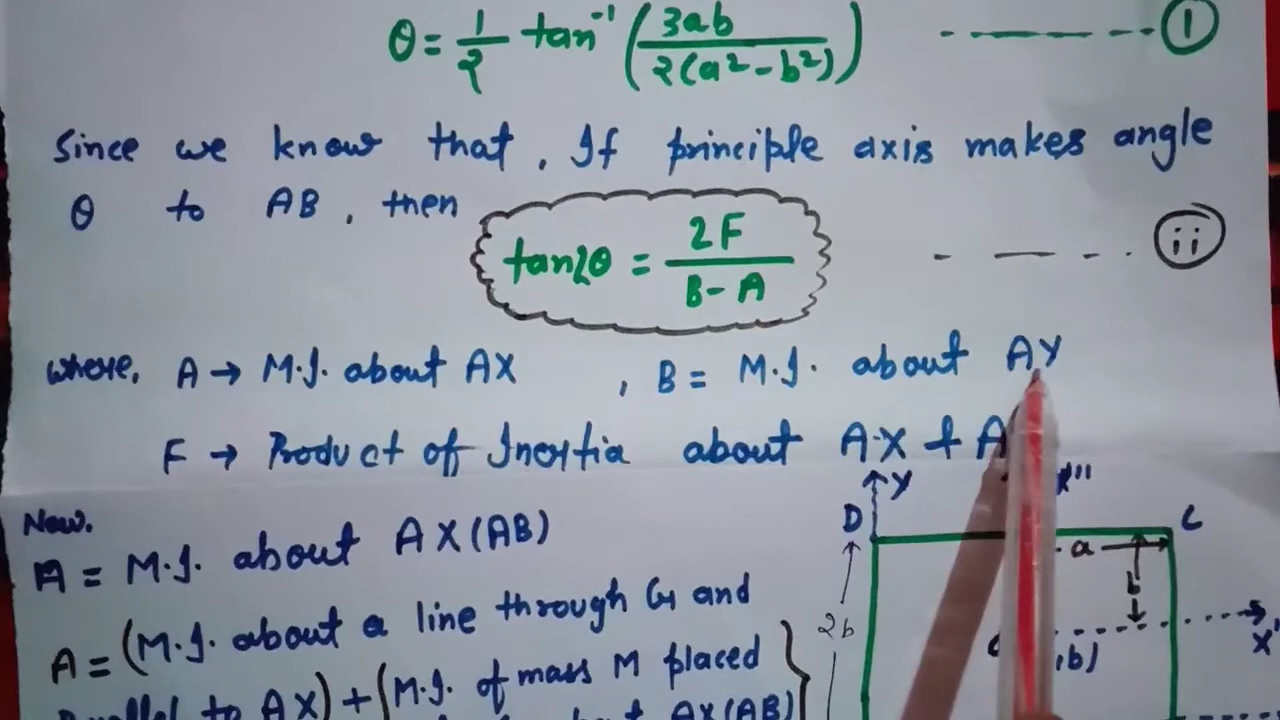 θ = 1/2 tan⁻¹ (3ab / 2(a² - b²)) -------- (i)
Since we know that, If principle axis makes angle
θ to AB, then
tan2θ = 2F / B - A - - - . . (ii)
where, A → M.I. about AX , B = M.I. about AY
F → Product of Inertia about A.X + A
Now.
A = M.I. about AX (AB)
A = (M.I. about a line through G and
Parallel to AX) + (M.I. of mass M placed
AX (AB)
Y
D
C
a
b
2b
, b)
X'